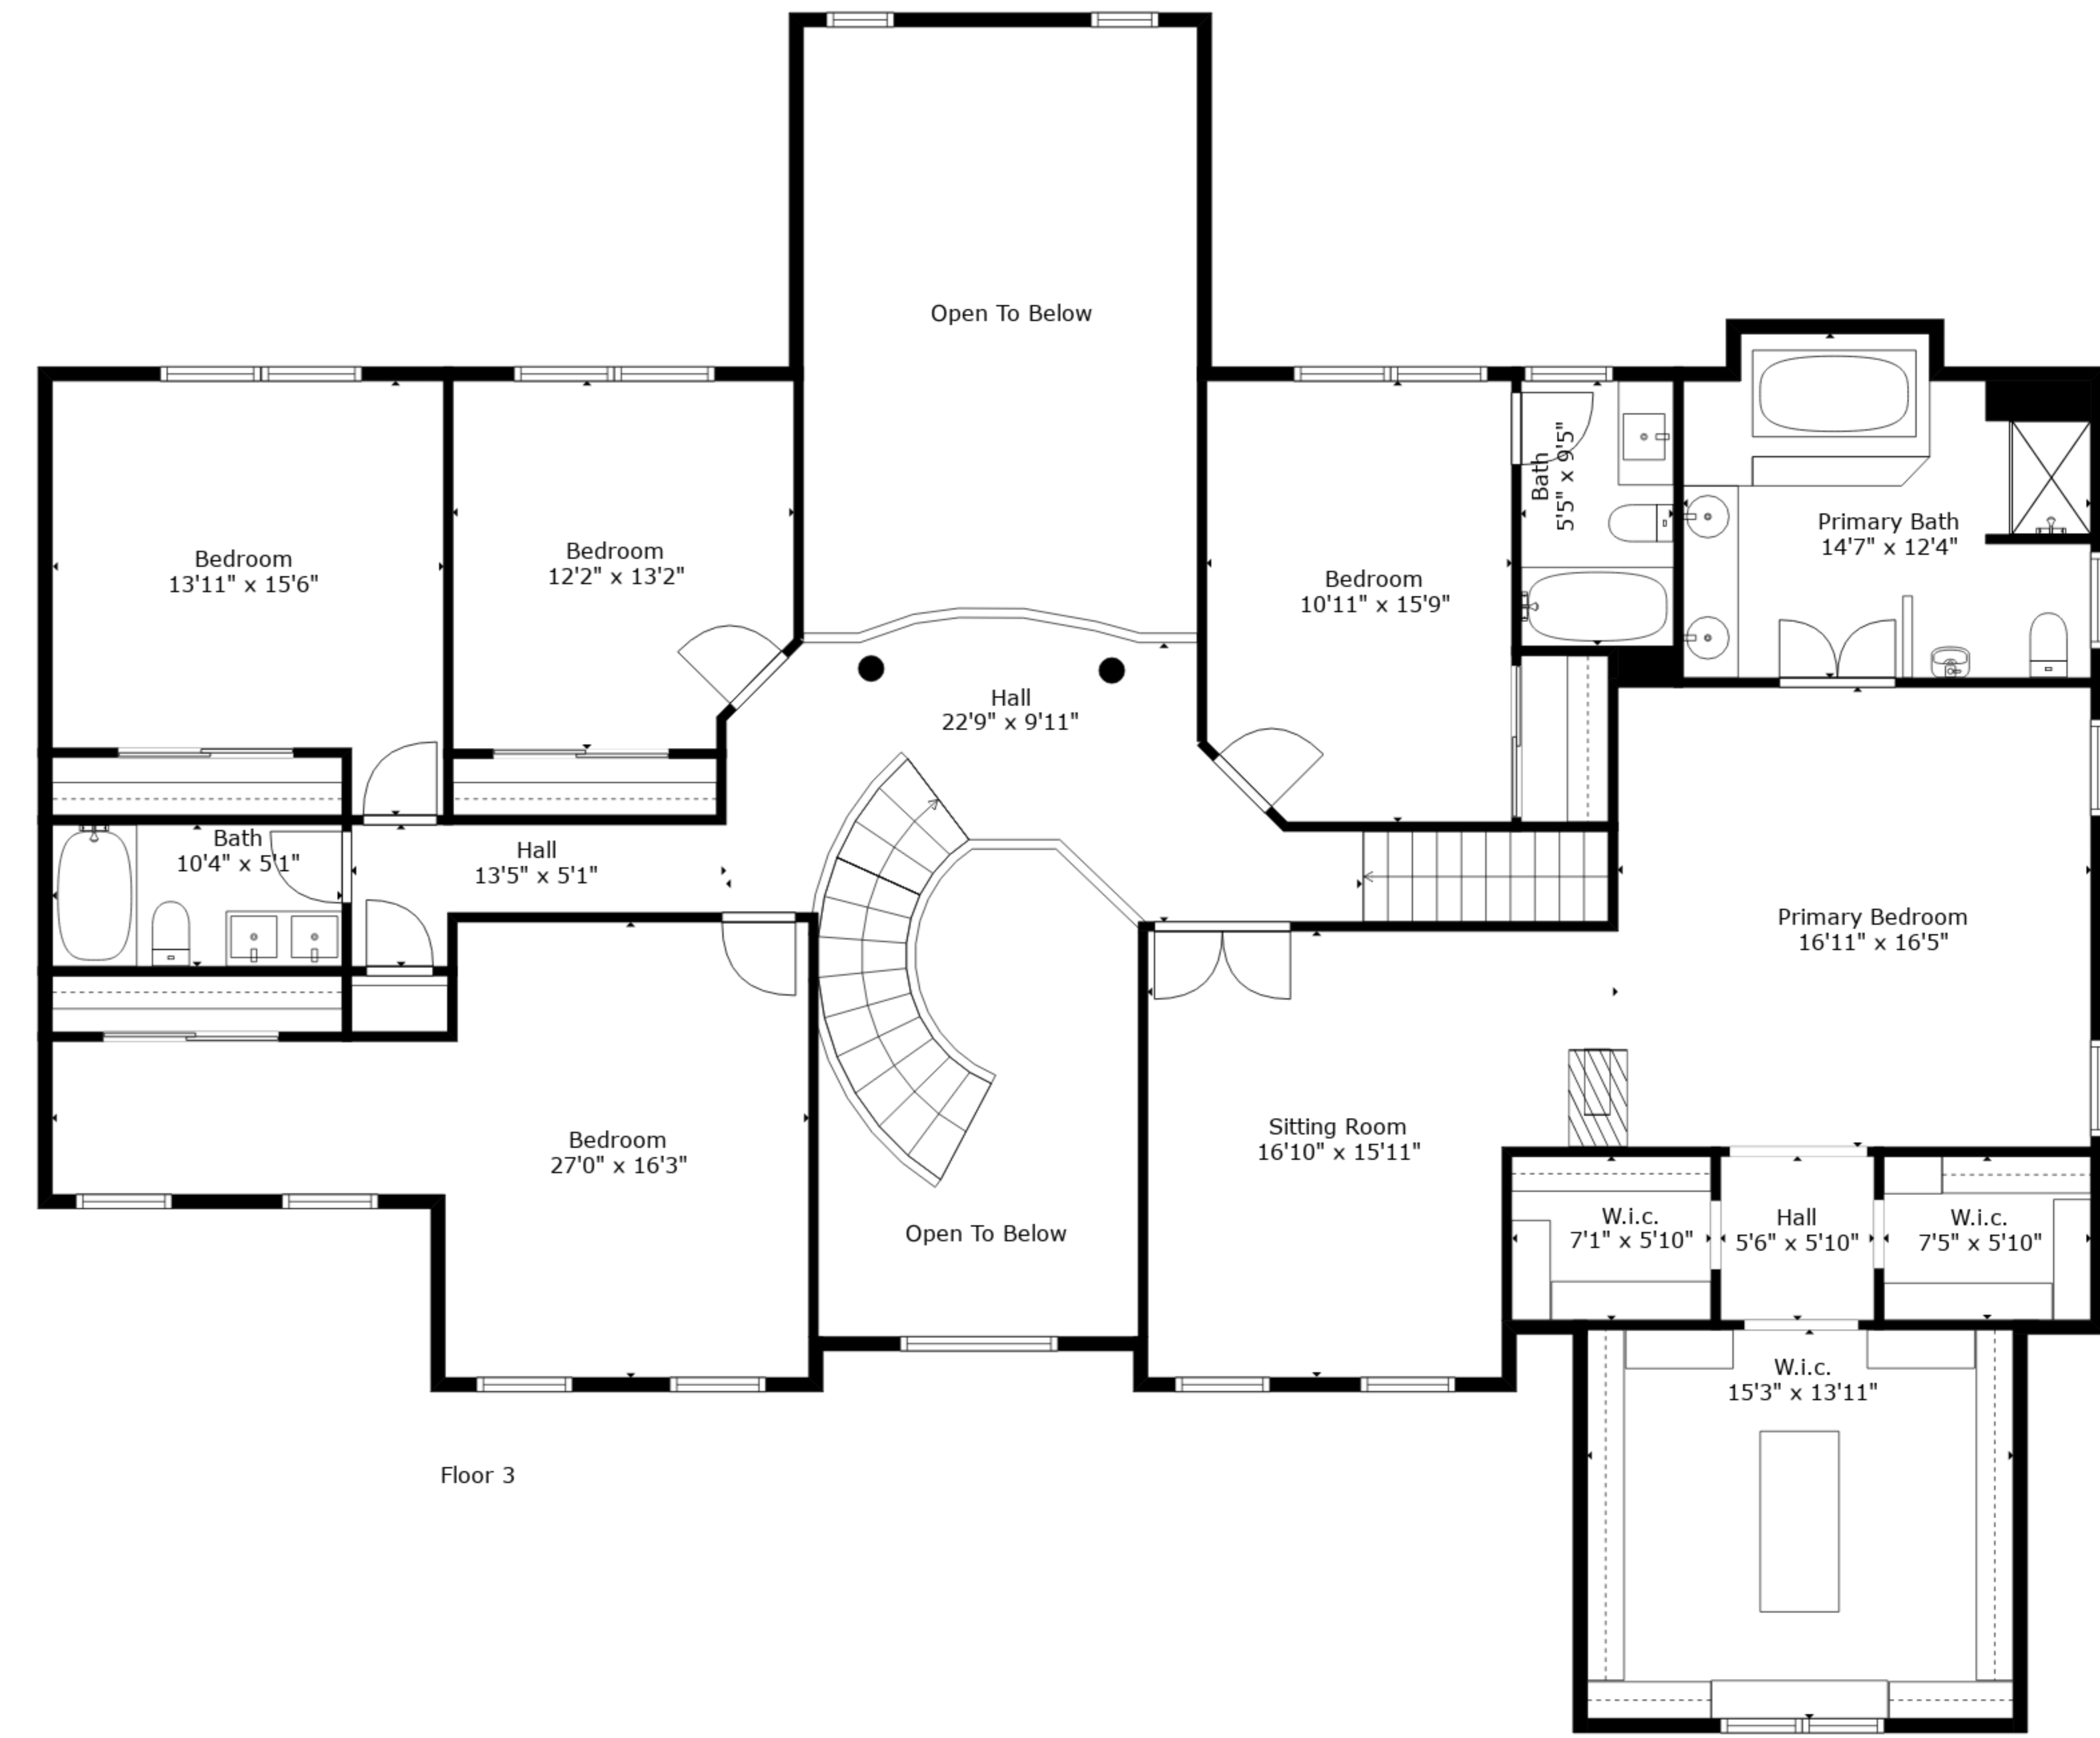 Open To Below
Bedroom
13'11" x 15'6"
Bedroom
12'2" x 13'2"
Bedroom
10'11" x 15'9"
Bath
5'5" x 9'5"
Primary Bath
14'7" x 12'4"
Hall
22'9" x 9'11"
Bath
10'4" x 5'1"
Hall
13'5" x 5'1"
Primary Bedroom
16'11" x 16'5"
Bedroom
27'0" x 16'3"
Open To Below
Sitting Room
16'10" x 15'11"
W.i.c.
7'1" x 5'10"
Hall
5'6" x 5'10"
W.i.c.
7'5" x 5'10"
W.i.c.
15'3" x 13'11"
Floor 3